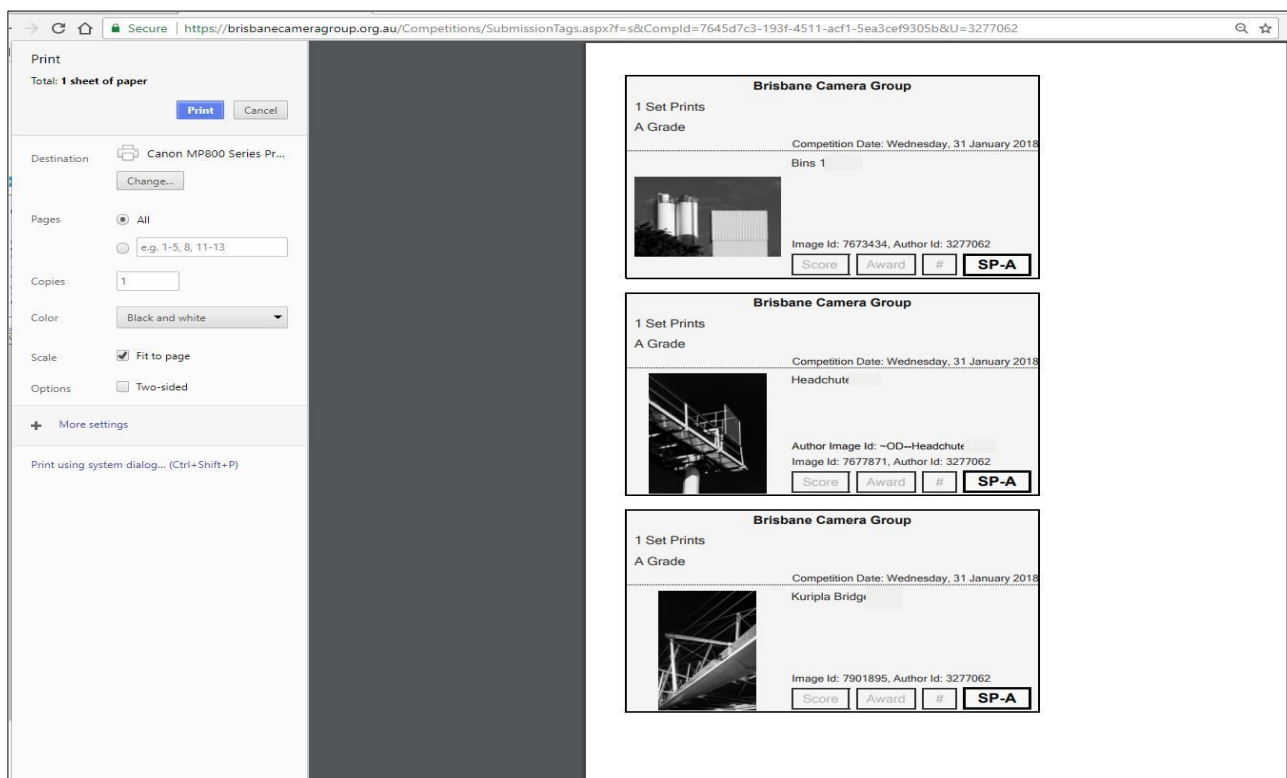 Secure | https://brisbanecameragroup.org.au/Competitions/SubmissionTags.aspx?f=s&CompId=7645d7c3-193f-4511-acf1-5ea3cef9305b&U=3277062
Print
Total: 1 sheet of paper
Print Cancel
Destination Canon MP800 Series Pr...
Change...
Pages All
e.g. 1-5, 8, 11-13
Copies 1
Color Black and white
Scale Fit to page
Options Two-sided
+ More settings
Print using system dialog... (Ctrl+Shift+P)
Brisbane Camera Group
1 Set Prints
A Grade
Competition Date: Wednesday, 31 January 2018
Bins 1
Image Id: 7673434, Author Id: 3277062
Score Award # SP-A
Brisbane Camera Group
1 Set Prints
A Grade
Competition Date: Wednesday, 31 January 2018
Headchute
Author Image Id: ~OD--Headchute
Image Id: 7677871, Author Id: 3277062
Score Award # SP-A
Brisbane Camera Group
1 Set Prints
A Grade
Competition Date: Wednesday, 31 January 2018
Kuripla Bridge
Image Id: 7901895, Author Id: 3277062
Score Award # SP-A